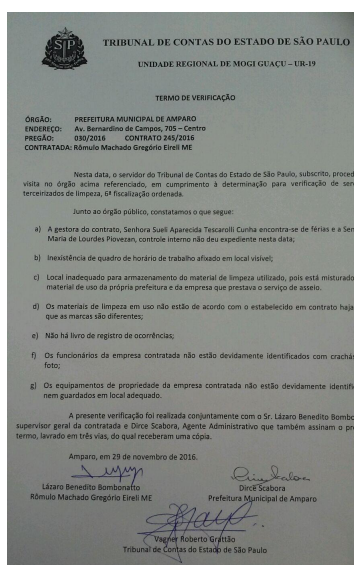 TRIBUNAL DE CONTAS DO ESTADO DE SÃO PAULO
UNIDADE REGIONAL DE MOGI GUAÇU – UR-19
TERMO DE VERIFICAÇÃO
ÓRGÃO: PREFEITURA MUNICIPAL DE AMPARO
ENDEREÇO: Av. Bernardino de Campos, 705 – Centro
PREGÃO: 030/2016 CONTRATO 245/2016
CONTRATADA: Rômulo Machado Gregório Eireli ME
Nesta data, o servidor do Tribunal de Contas do Estado de São Paulo, subscrito, proced
visita no órgão acima referenciado, em cumprimento à determinação para verificação de ser
terceirizados de limpeza, 6ª fiscalização ordenada.
Junto ao órgão público, constatamos o que segue:
a) A gestora do contrato, Senhora Sueli Aparecida Tescarolli Cunha encontra-se de férias e a Sen
Maria de Lourdes Piovezan, controle interno não deu expediente nesta data;
b) Inexistência de quadro de horário de trabalho afixado em local visível;
c) Local inadequado para armazenamento do material de limpeza utilizado, pois está misturado
material de uso da própria prefeitura e da empresa que prestava o serviço de asseio.
d) Os materiais de limpeza em uso não estão de acordo com o estabelecido em contrato haja
que as marcas são diferentes;
e) Não há livro de registro de ocorrências;
f) Os funcionários da empresa contratada não estão devidamente identificados com crachás
foto;
g) Os equipamentos de propriedade da empresa contratada não estão devidamente identifi
nem guardados em local adequado.
A presente verificação foi realizada conjuntamente com o Sr. Lázaro Benedito Bombo
supervisor geral da contratada e Dirce Scabora, Agente Administrativo que também assinam o pr
termo, lavrado em três vias, do qual receberam uma cópia.
Amparo, em 29 de novembro de 2016.
Lázaro Benedito Bombonatto
Rômulo Machado Gregório Eireli ME
Dirce Scabora
Prefeitura Municipal de Amparo
Vagner Roberto Grattão
Tribunal de Contas do Estado de São Paulo